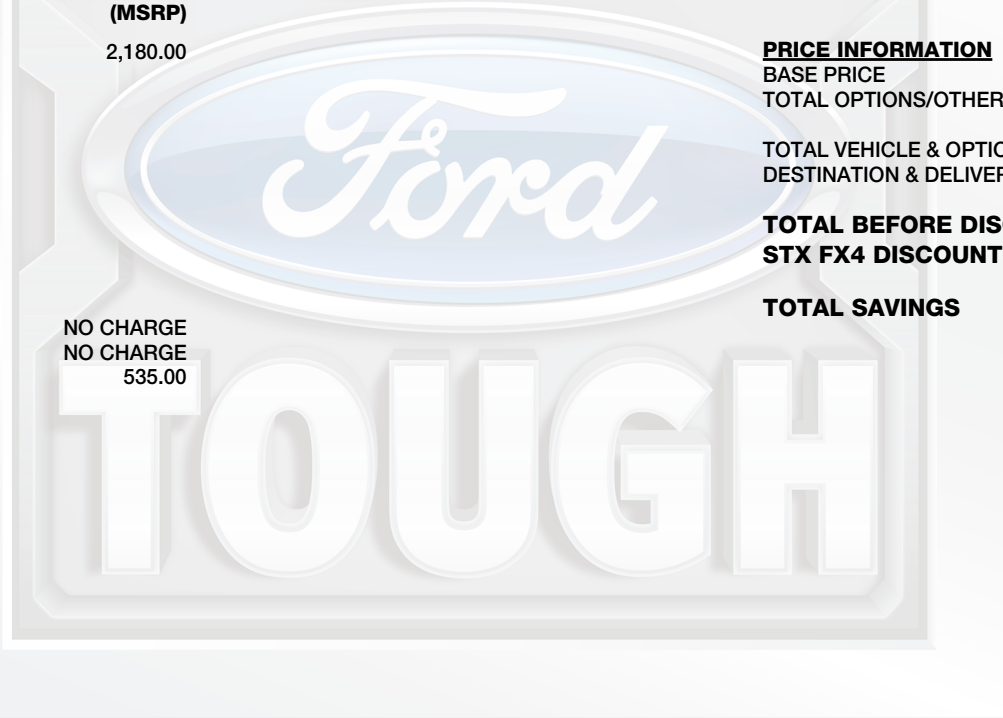 (MSRP)
2,180.00
NO CHARGE
NO CHARGE
535.00
Ford
TOUGH
PRICE INFORMATION
BASE PRICE
TOTAL OPTIONS/OTHER
TOTAL VEHICLE & OPTIO
DESTINATION & DELIVER
TOTAL BEFORE DIS
STX FX4 DISCOUNT
TOTAL SAVINGS